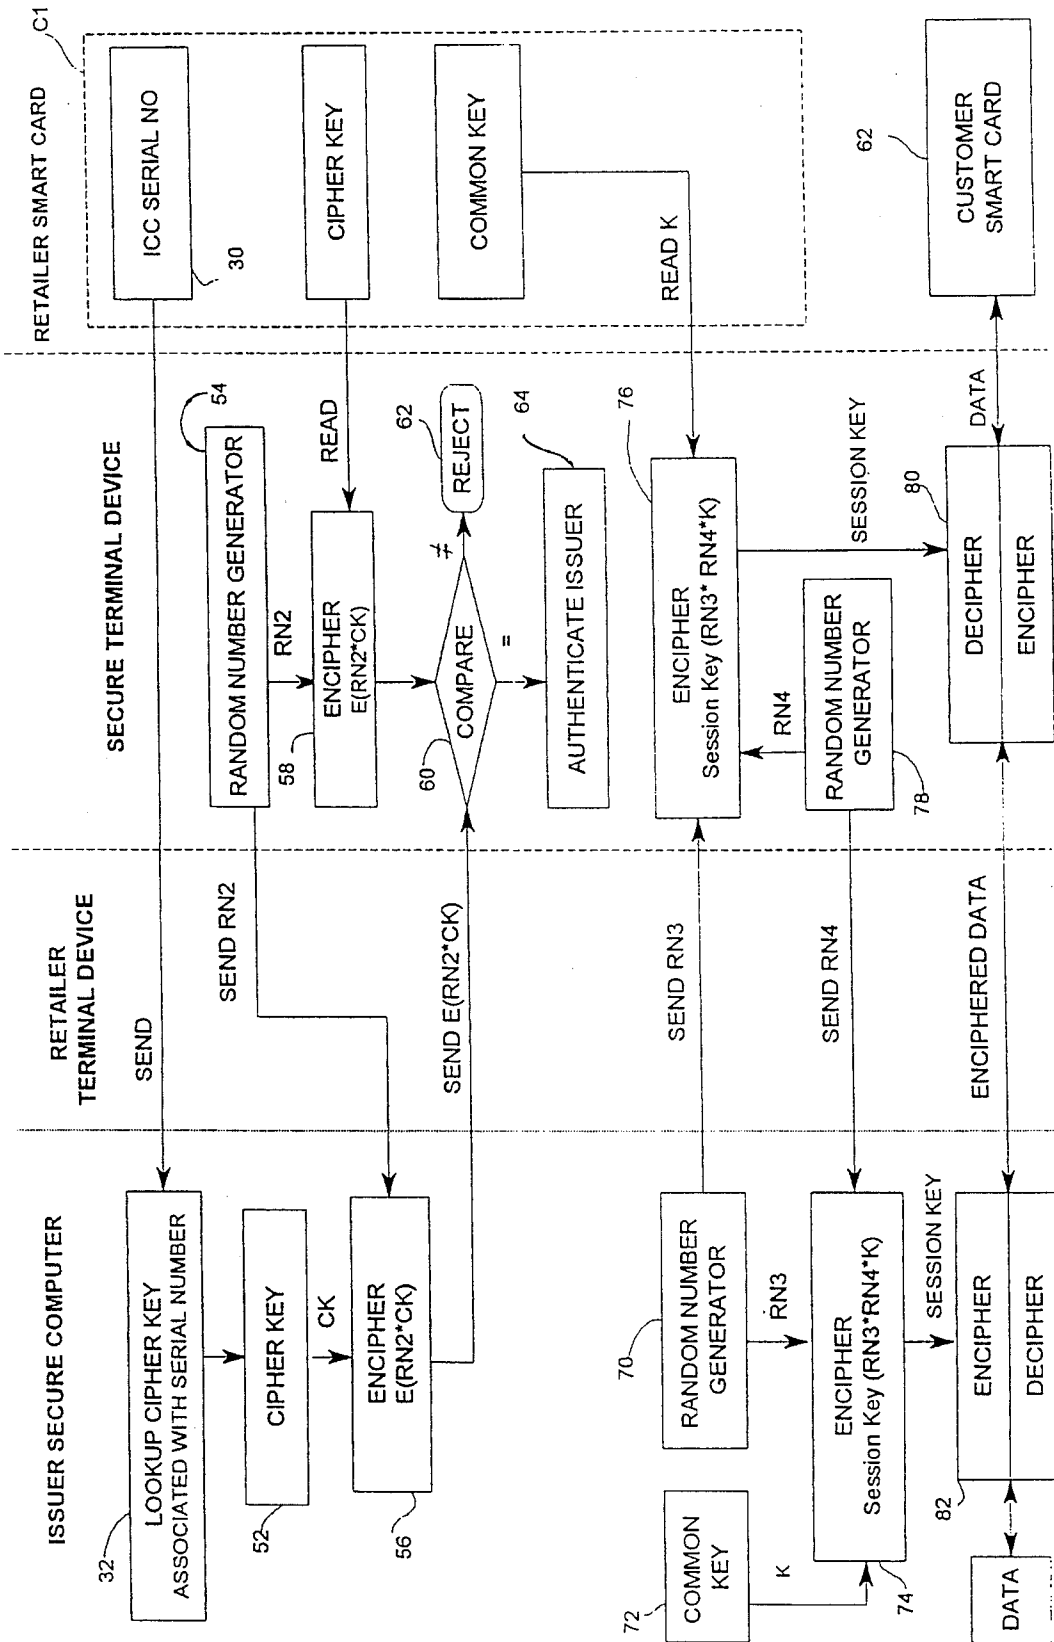 ISSUER SECURE COMPUTER
RETAILER
TERMINAL DEVICE
SECURE TERMINAL DEVICE
RETAILER SMART CARD
C1
32
LOOKUP CIPHER KEY
ASSOCIATED WITH SERIAL NUMBER
SEND
ICC SERIAL NO
30
52
CIPHER KEY
CK
SEND RN2
54
RANDOM NUMBER GENERATOR
RN2
READ
CIPHER KEY
56
ENCIPHER
E(RN2*CK)
58
ENCIPHER
E(RN2*CK)
SEND E(RN2*CK)
60
COMPARE
≠
62
REJECT
=
64
AUTHENTICATE ISSUER
COMMON KEY
READ K
70
RANDOM NUMBER
GENERATOR
RN3
SEND RN3
76
ENCIPHER
Session Key (RN3* RN4*K)
72
COMMON
KEY
K
74
ENCIPHER
Session Key (RN3*RN4*K)
SEND RN4
RN4
78
RANDOM NUMBER
GENERATOR
SESSION KEY
SESSION KEY
82
ENCIPHER
DECIPHER
DATA
ENCIPHERED DATA
80
DECIPHER
ENCIPHER
DATA
62
CUSTOMER
SMART CARD